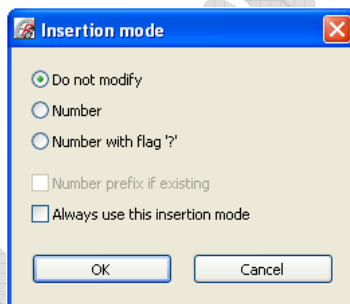 Insertion mode
Do not modify
Number
Number with flag '?'
Number prefix if existing
Always use this insertion mode
OK Cancel